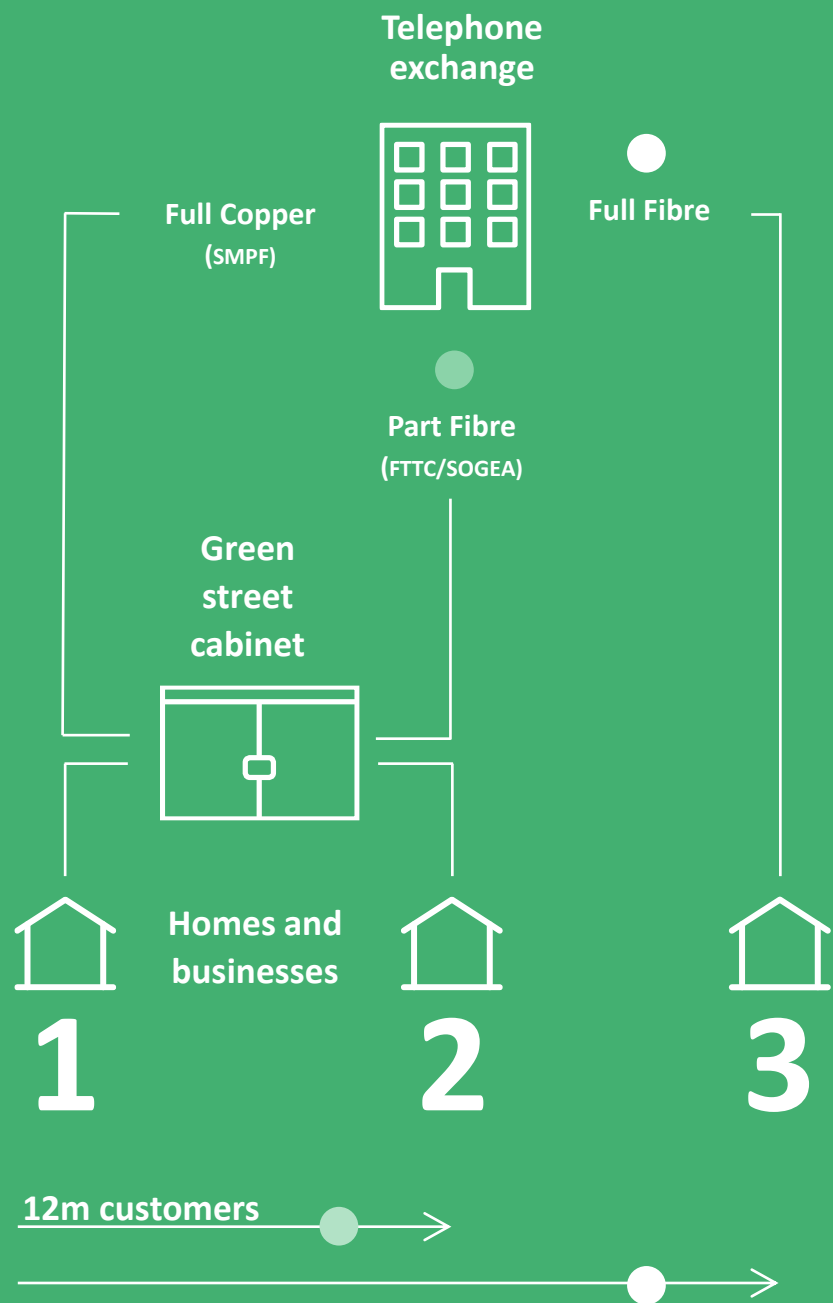 Telephone
exchange
Full Copper
(SMPF)
Full Fibre
Part Fibre
(FTTC/SOGEA)
Green
street
cabinet
Homes and
businesses
1
2
3
12m customers